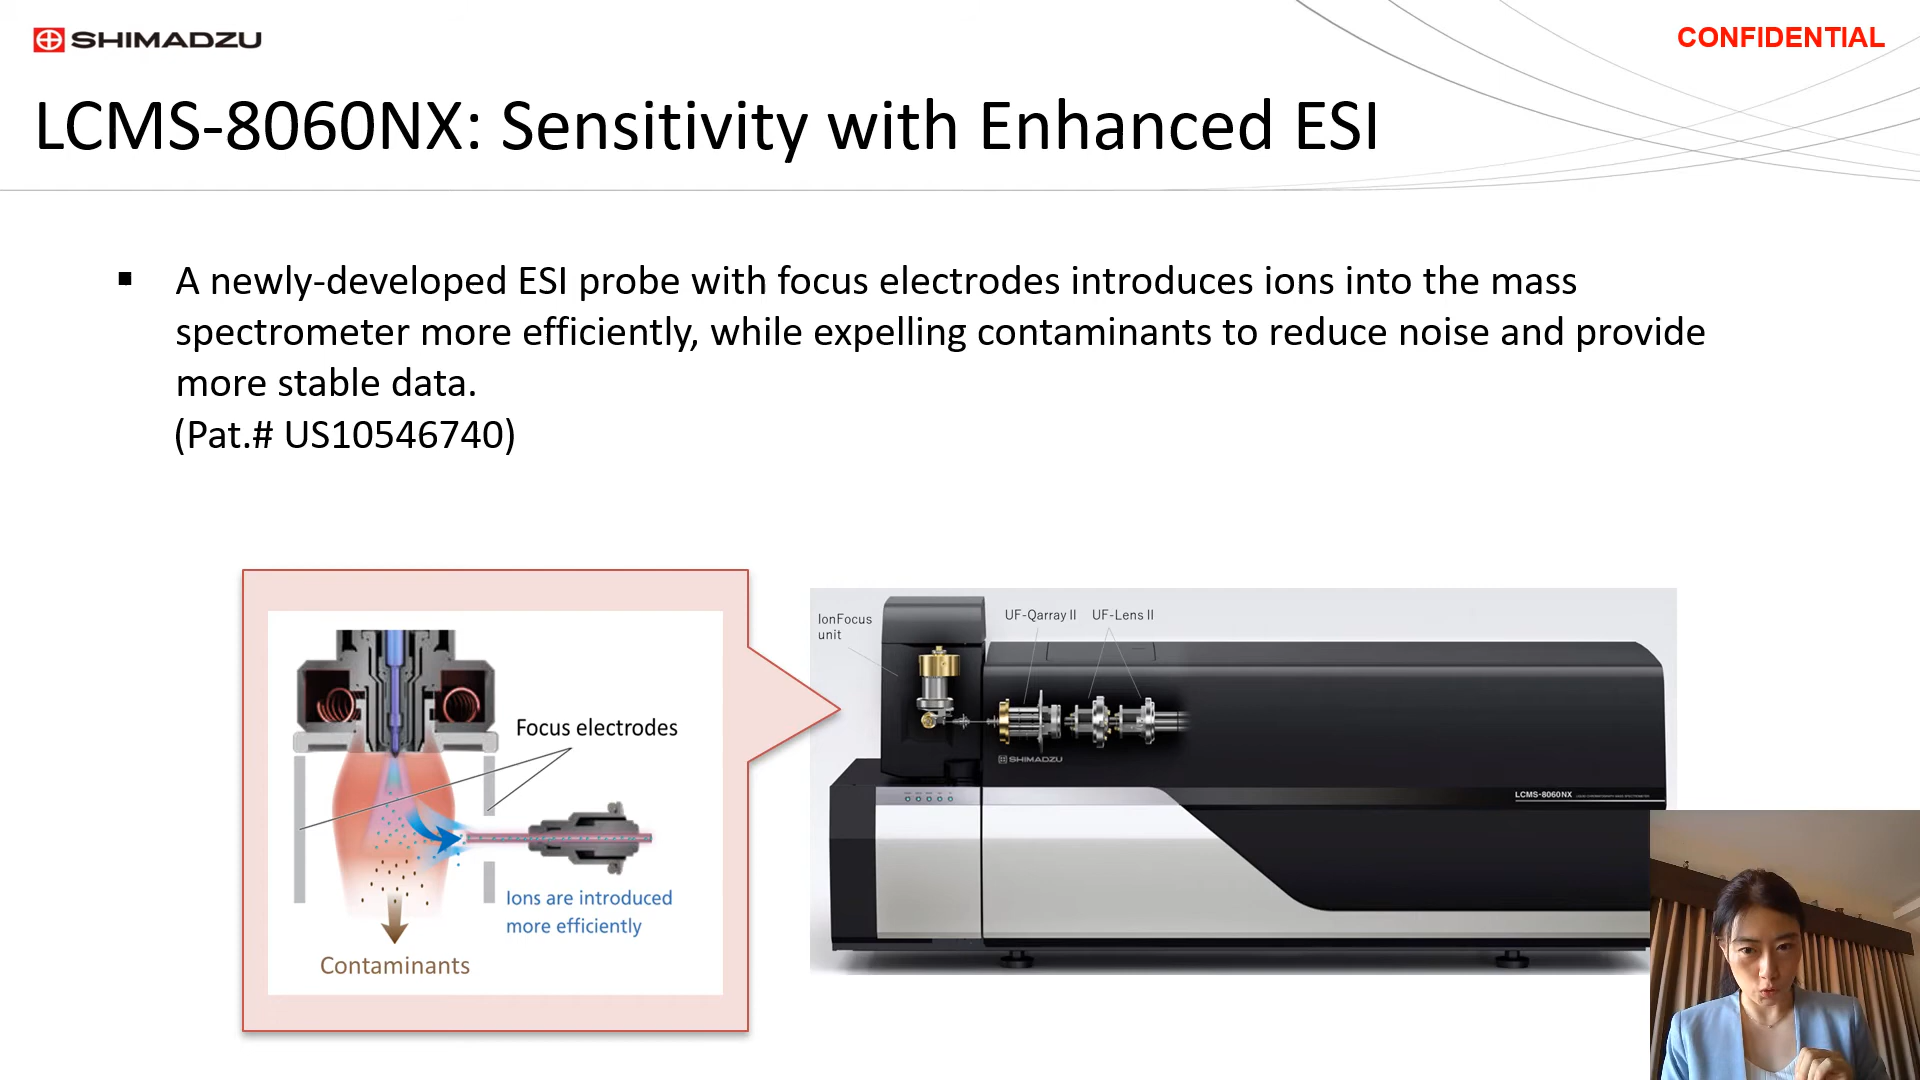 SHIMADZU
CONFIDENTIAL
LCMS-8060NX: Sensitivity with Enhanced ESI
▪ A newly-developed ESI probe with focus electrodes introduces ions into the mass
spectrometer more efficiently, while expelling contaminants to reduce noise and provide
more stable data.
(Pat.# US10546740)
Focus electrodes
Ions are introduced
more efficiently
Contaminants
IonFocus
unit
UF-Qarray II
UF-Lens II
SHIMADZU
LCMS-8060NX